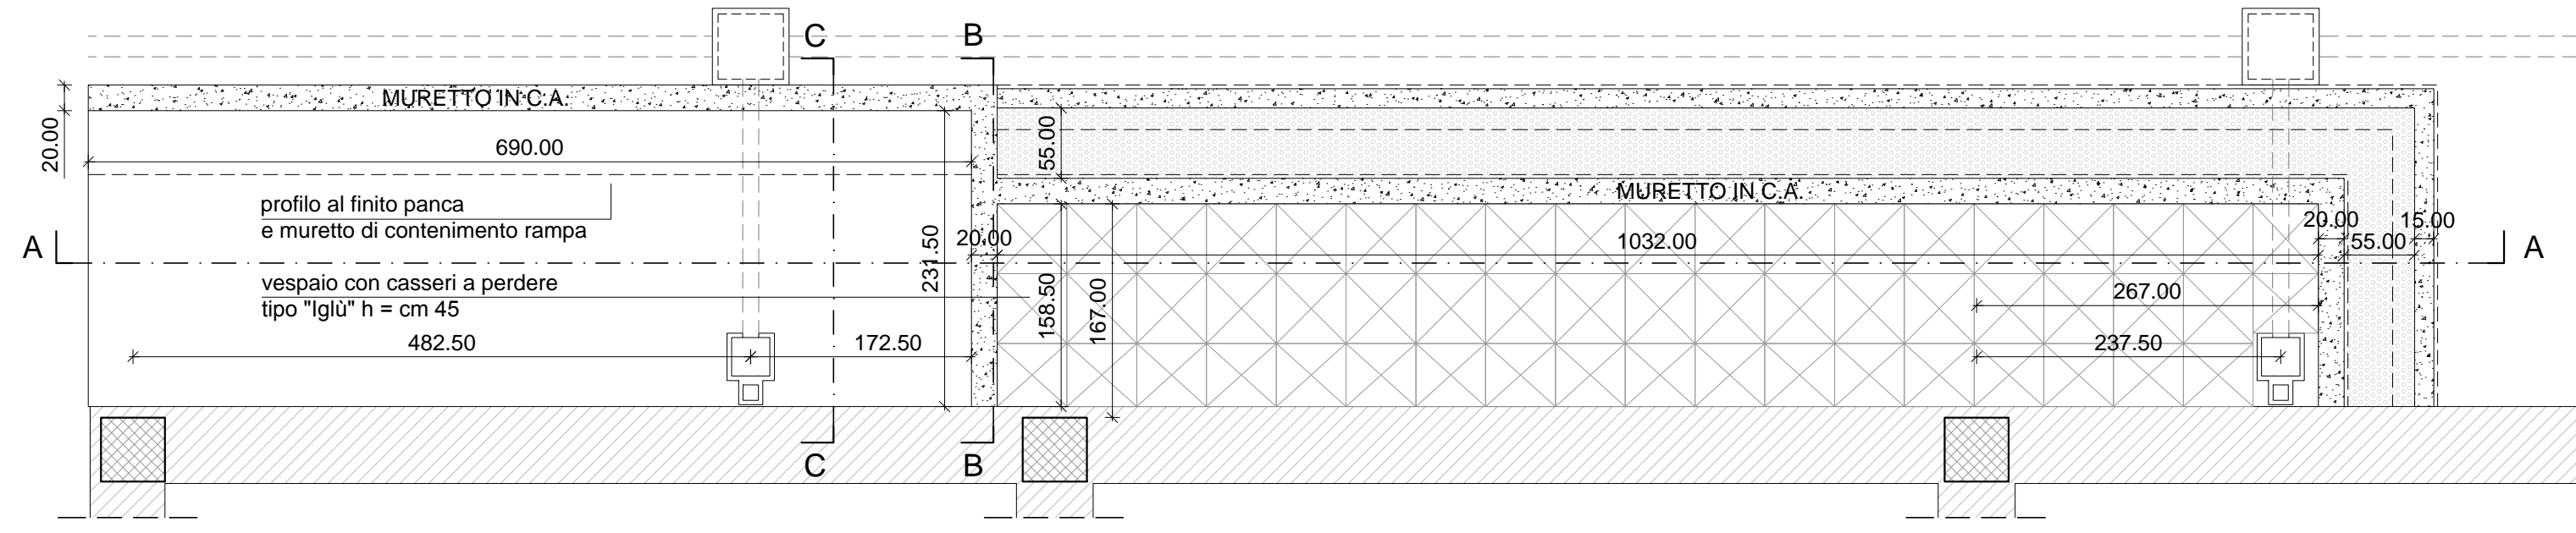 C
B
MURETTO IN C.A.
20.00
690.00
55.00
MURETTO IN C.A.
profilo al finito panca
e muretto di contenimento rampa
20.00
15.00
A
231.50
20.00
1032.00
55.00
A
vespaio con casseri a perdere
tipo "Iglù" h = cm 45
158.50
167.00
267.00
482.50
172.50
237.50
C
B